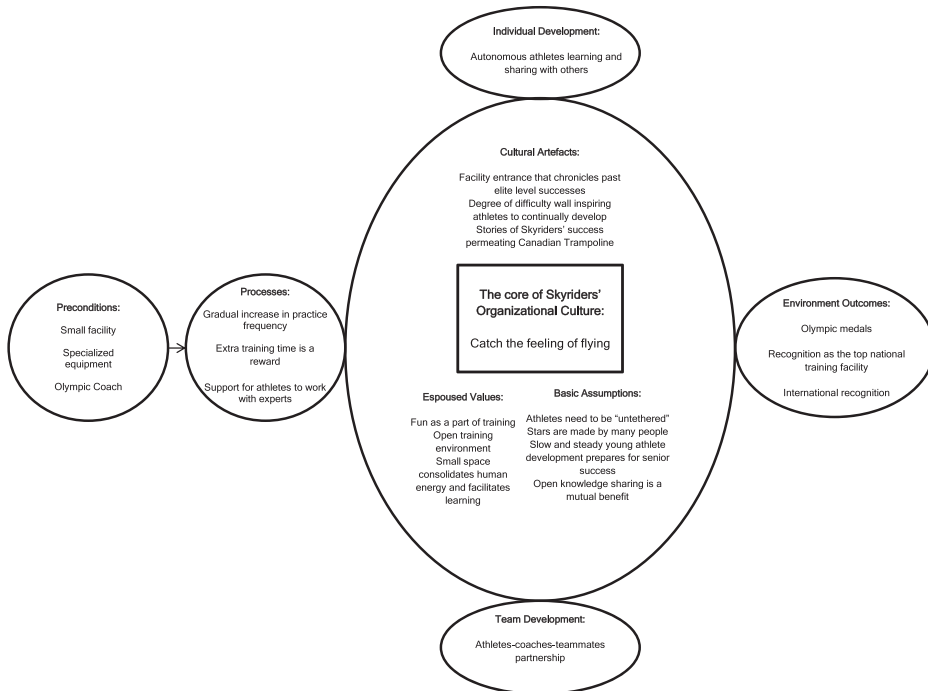 Individual Development:
Autonomous athletes learning and
sharing with others
Cultural Artefacts:
Facility entrance that chronicles past
elite level successes
Degree of difficulty wall inspiring
athletes to continually develop
Stories of Skyriders' success
permeating Canadian Trampoline
Preconditions:
Small facility
Specialized
equipment
Olympic Coach
Processes:
Gradual increase in practice
frequency
Extra training time is a
reward
Support for athletes to work
with experts
The core of Skyriders'
Organizational Culture:
Catch the feeling of flying
Environment Outcomes:
Olympic medals
Recognition as the top national
training facility
International recognition
Espoused Values:
Fun as a part of training
Open training
environment
Small space
consolidates human
energy and facilitates
learning
Basic Assumptions:
Athletes need to be “untethered”
Stars are made by many people
Slow and steady young athlete
development prepares for senior
success
Open knowledge sharing is a
mutual benefit
Team Development:
Athletes-coaches-teammates
partnership